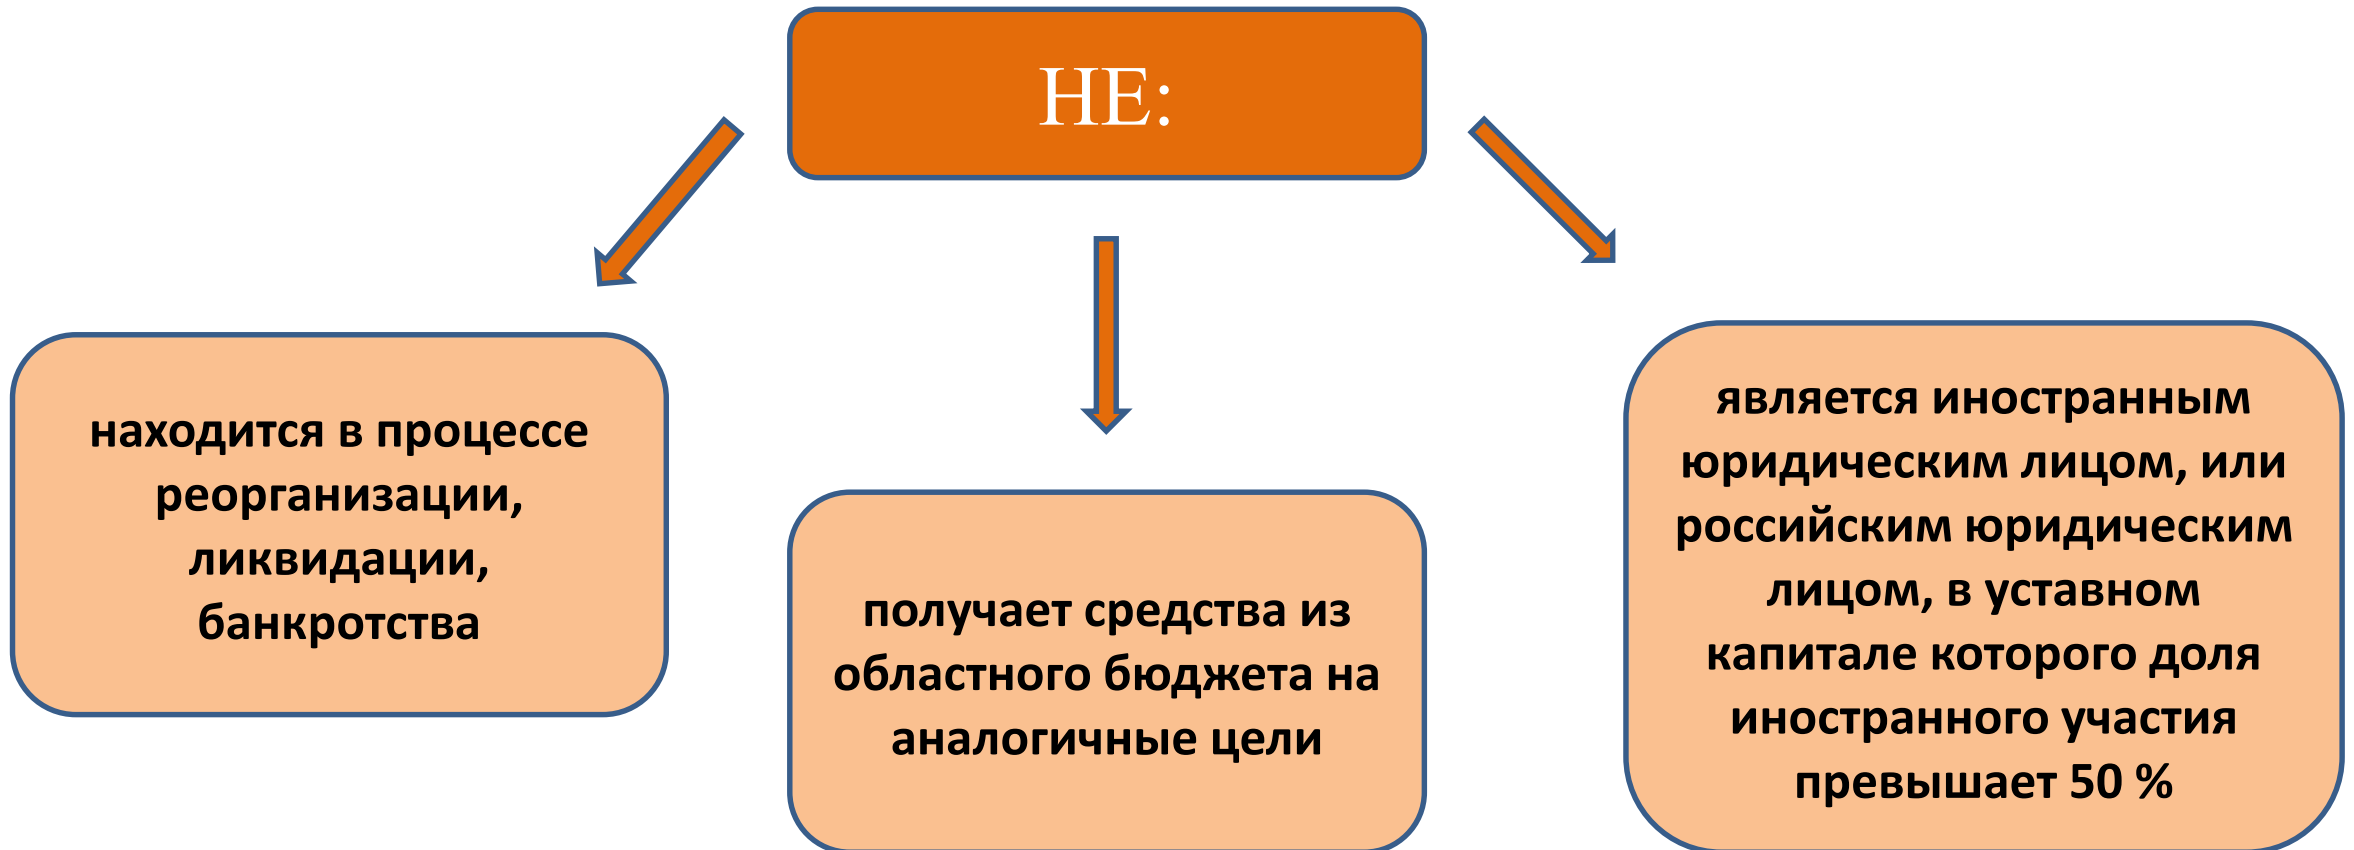 НЕ:
находится в процессе
реорганизации,
ликвидации,
банкротства
получает средства из
областного бюджета на
аналогичные цели
является иностранным
юридическим лицом, или
российским юридическим
лицом, в уставном
капитале которого доля
иностранного участия
превышает 50 %